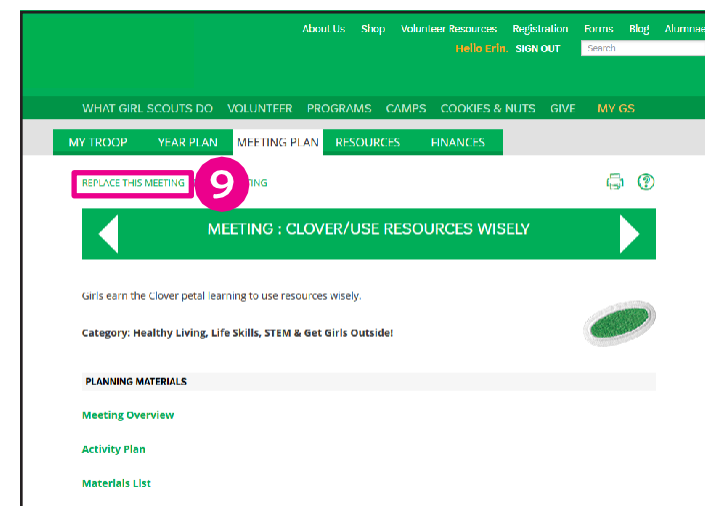 About Us Shop Volunteer Resources Registration Forms Blog Alumnae
Hello Erin. SIGN OUT Search
WHAT GIRL SCOUTS DO VOLUNTEER PROGRAMS CAMPS COOKIES & NUTS GIVE MY GS
MY TROOP YEAR PLAN MEETING PLAN RESOURCES FINANCES
REPLACE THIS MEETING 9 TING
MEETING : CLOVER/USE RESOURCES WISELY
Girls earn the Clover petal learning to use resources wisely.
Category: Healthy Living, Life Skills, STEM & Get Girls Outside!
PLANNING MATERIALS
Meeting Overview
Activity Plan
Materials List